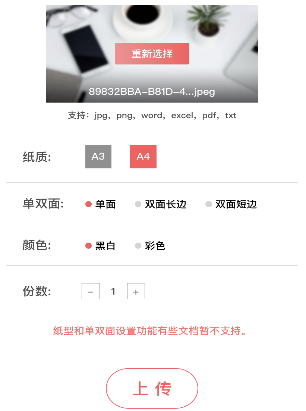 重新选择
89832BBA-B81D-4...jpeg
支持：jpg，png，word，excel，pdf，txt
纸质： A3 A4
单双面： 单面 双面长边 双面短边
颜色： 黑白 彩色
份数： − 1 +
纸型和单双面设置功能有些文档暂不支持。
上 传